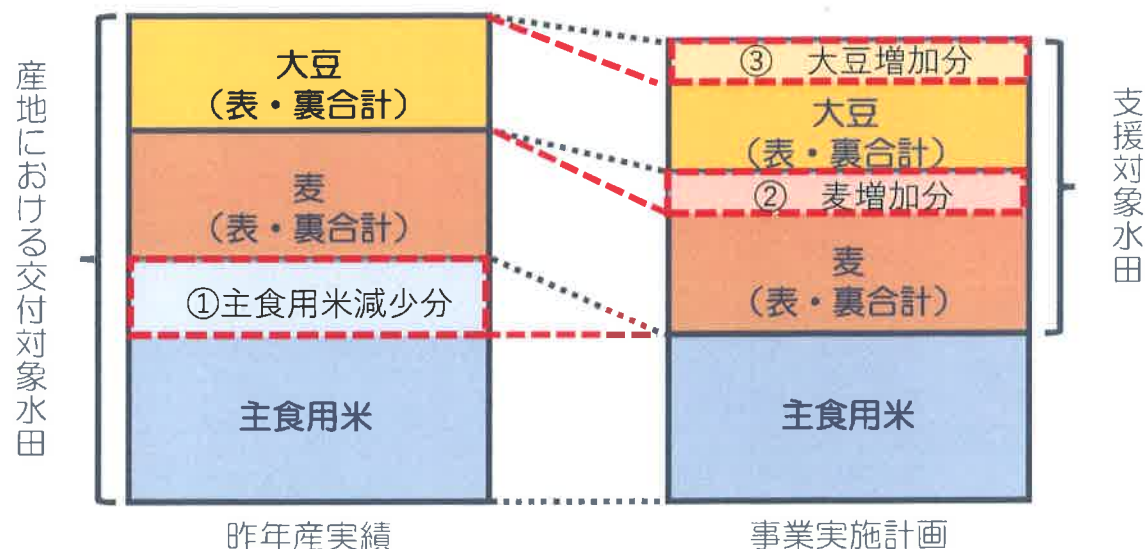 産地における交付対象水田
大豆
（表・裏合計）
麦
（表・裏合計）
①主食用米減少分
主食用米
昨年産実績
③　大豆増加分
大豆
（表・裏合計）
②　麦増加分
麦
（表・裏合計）
主食用米
事業実施計画
支援対象水田